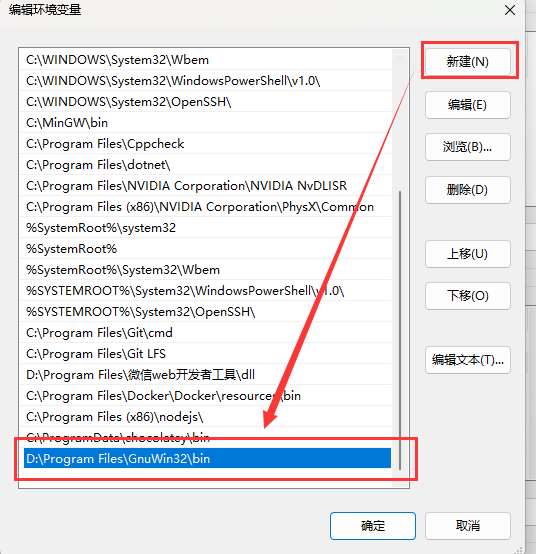 编辑环境变量
C:\WINDOWS\System32\Wbem
C:\WINDOWS\System32\WindowsPowerShell\v1.0\
C:\WINDOWS\System32\OpenSSH\
C:\MinGW\bin
C:\Program Files\Cppcheck
C:\Program Files\dotnet\
C:\Program Files\NVIDIA Corporation\NVIDIA NvDLISR
C:\Program Files (x86)\NVIDIA Corporation\PhysX\Common
%SystemRoot%\system32
%SystemRoot%
%SystemRoot%\System32\Wbem
%SYSTEMROOT%\System32\WindowsPowerShell\v1.0\
%SYSTEMROOT%\System32\OpenSSH\
C:\Program Files\Git\cmd
C:\Program Files\Git LFS
D:\Program Files\微信web开发者工具\dll
C:\Program Files\Docker\Docker\resources\bin
C:\Program Files (x86)\nodejs\
C:\ProgramData\chocolatey\bin
D:\Program Files\GnuWin32\bin
新建(N)
编辑(E)
浏览(B)...
删除(D)
上移(U)
下移(O)
编辑文本(T)...
确定
取消